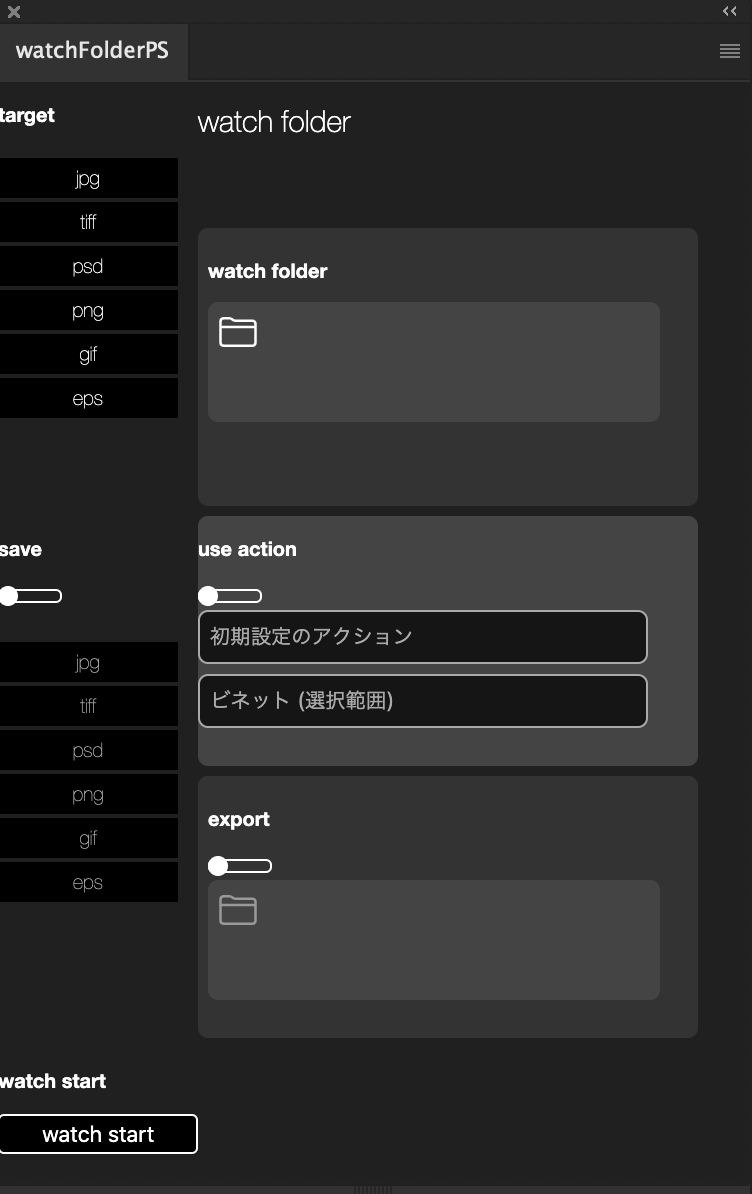 watchFolderPS
target
jpg
tiff
psd
png
gif
eps
save
jpg
tiff
psd
png
gif
eps
watch start
watch start
watch folder
watch folder
use action
初期設定のアクション
ビネット (選択範囲)
export